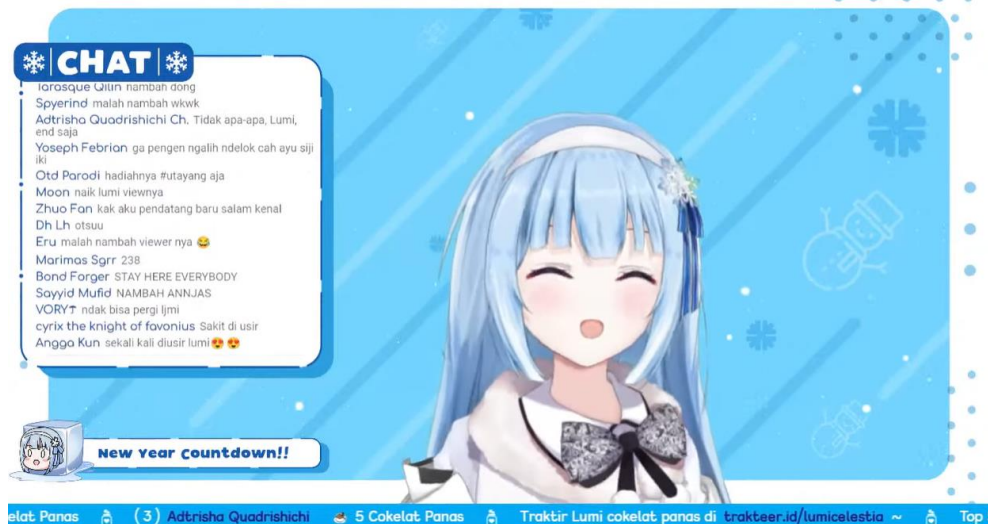 CHAT
Tarasque Qilin nambah dong
Spyerind malah nambah wkwk
Adtrisha Quadrishichi Ch. Tidak apa-apa, Lumi,
end saja
Yoseph Febrian ga pengen ngalih ndelok cah ayu siji
iki
Otd Parodi hadiahnya #utayang aja
Moon naik lumi viewnya
Zhuo Fan kak aku pendatang baru salam kenal
Dh Lh otsuu
Eru malah nambah viewer nya 😂
Marimas Sgrr 238
Bond Forger STAY HERE EVERYBODY
Sayyid Mufid NAMBAH ANNJAS
VORY☥ ndak bisa pergi ljmi
cyrix the knight of favonius Sakit di usir
Angga Kun sekali kali diusir lumi😍😍
New Year Countdown!!
elat Panas (3) Adtrisha Quadrishichi 5 Cokelat Panas Traktir Lumi cokelat panas di trakteer.id/lumicelestia ~ Top